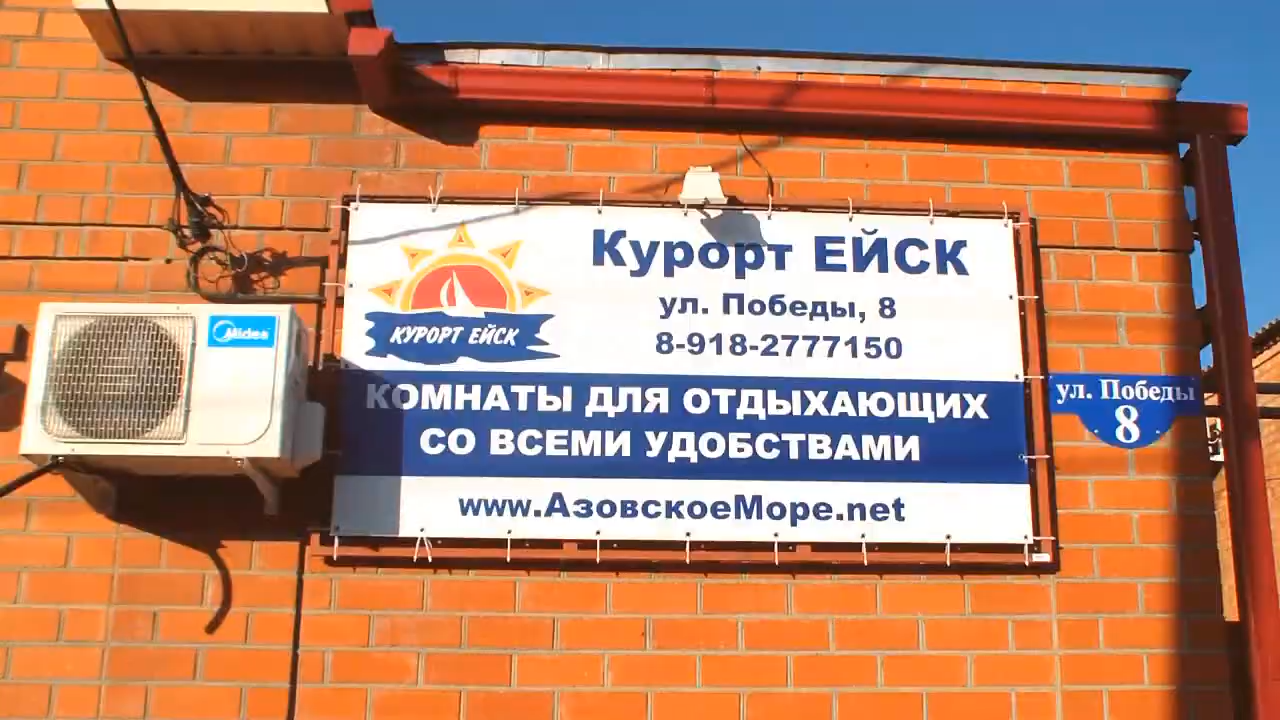 Midea
Курорт ЕЙСК
ул. Победы, 8
8-918-2777150
КУРОРТ ЕЙСК
КОМНАТЫ ДЛЯ ОТДЫХАЮЩИХ
СО ВСЕМИ УДОБСТВАМИ
www.АзовскоеМоре.net
ул. Победы
8